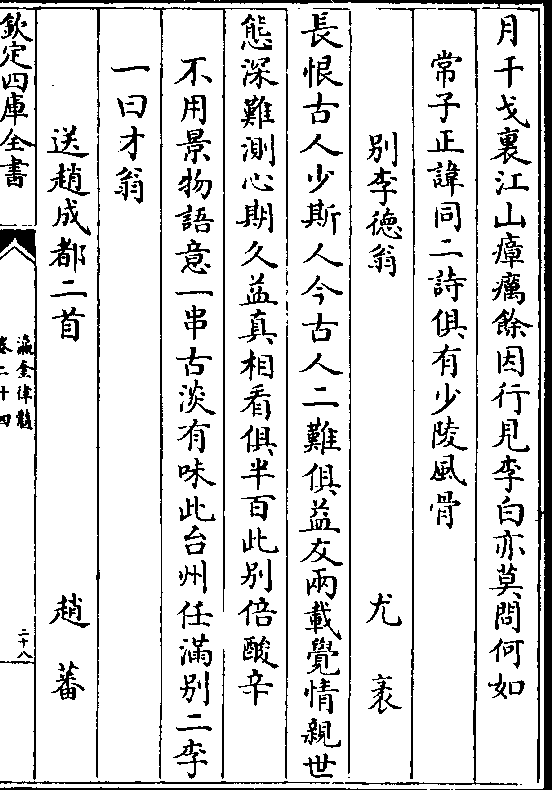 月干戈裏江山瘴癘餘因行見李白亦莫問何如
常子正諱同二詩俱有少陵風骨
别李德翁 尤袤
長恨古人少斯人今古人二難俱益友兩載覺情親世
態深難測心期久益真相看俱半百此别倍酸辛
不用景物語意一串古淡有味此台州任滿别二李
一曰才翁
送趙成都二首 趙蕃
欽定四庫全書
瀛奎律髓
卷二十四
二十八